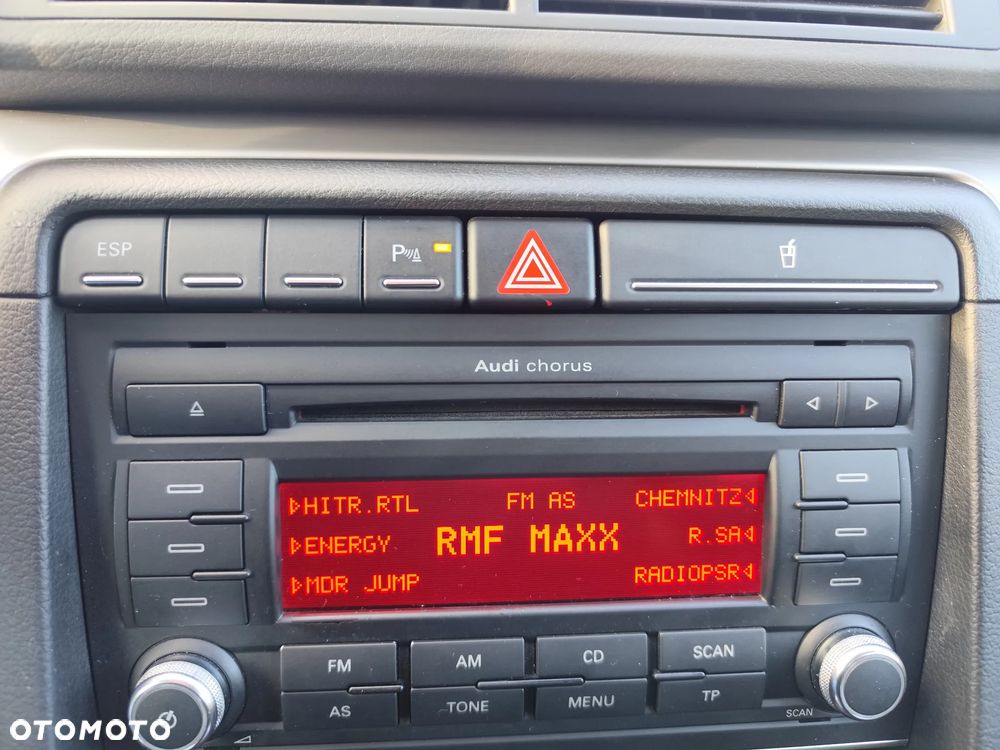 ESP
P
Audi chorus
HITR.RTL FM AS CHEMNITZ
ENERGY RMF MAXX R.SA
MDR JUMP RADIOPSR
FM AM CD SCAN
AS TONE MENU TP
SCAN
OTOMOTO